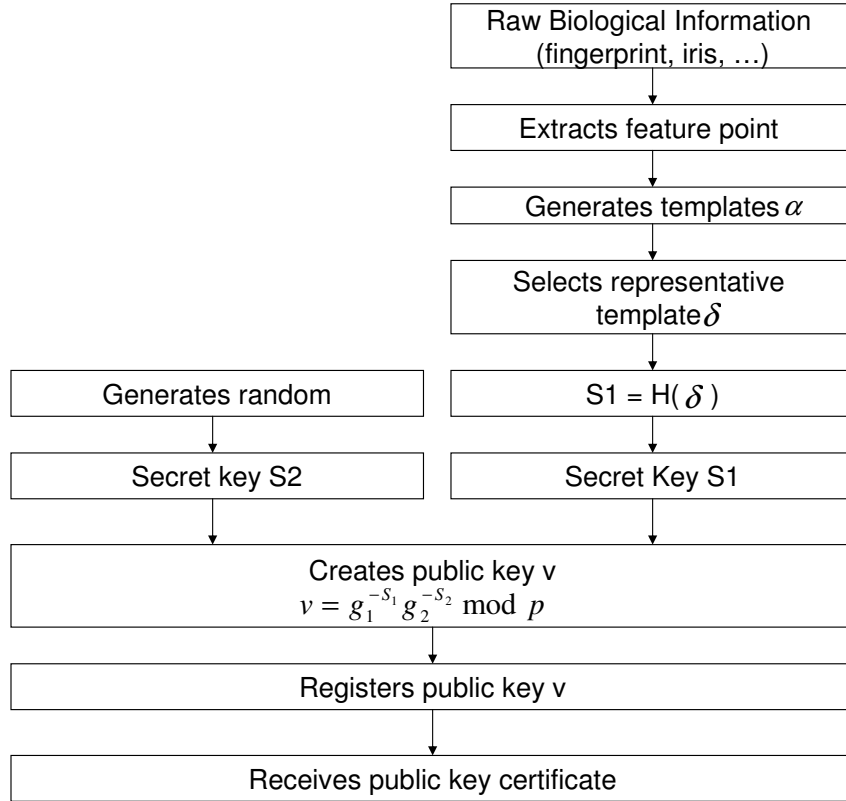 Raw Biological Information
(fingerprint, iris, …)
Extracts feature point
Generates templates α
Selects representative
template δ
Generates random
S1 = H( δ )
Secret key S2
Secret Key S1
Creates public key v
v = g₁^{-S₁} g₂^{-S₂} mod p
Registers public key v
Receives public key certificate